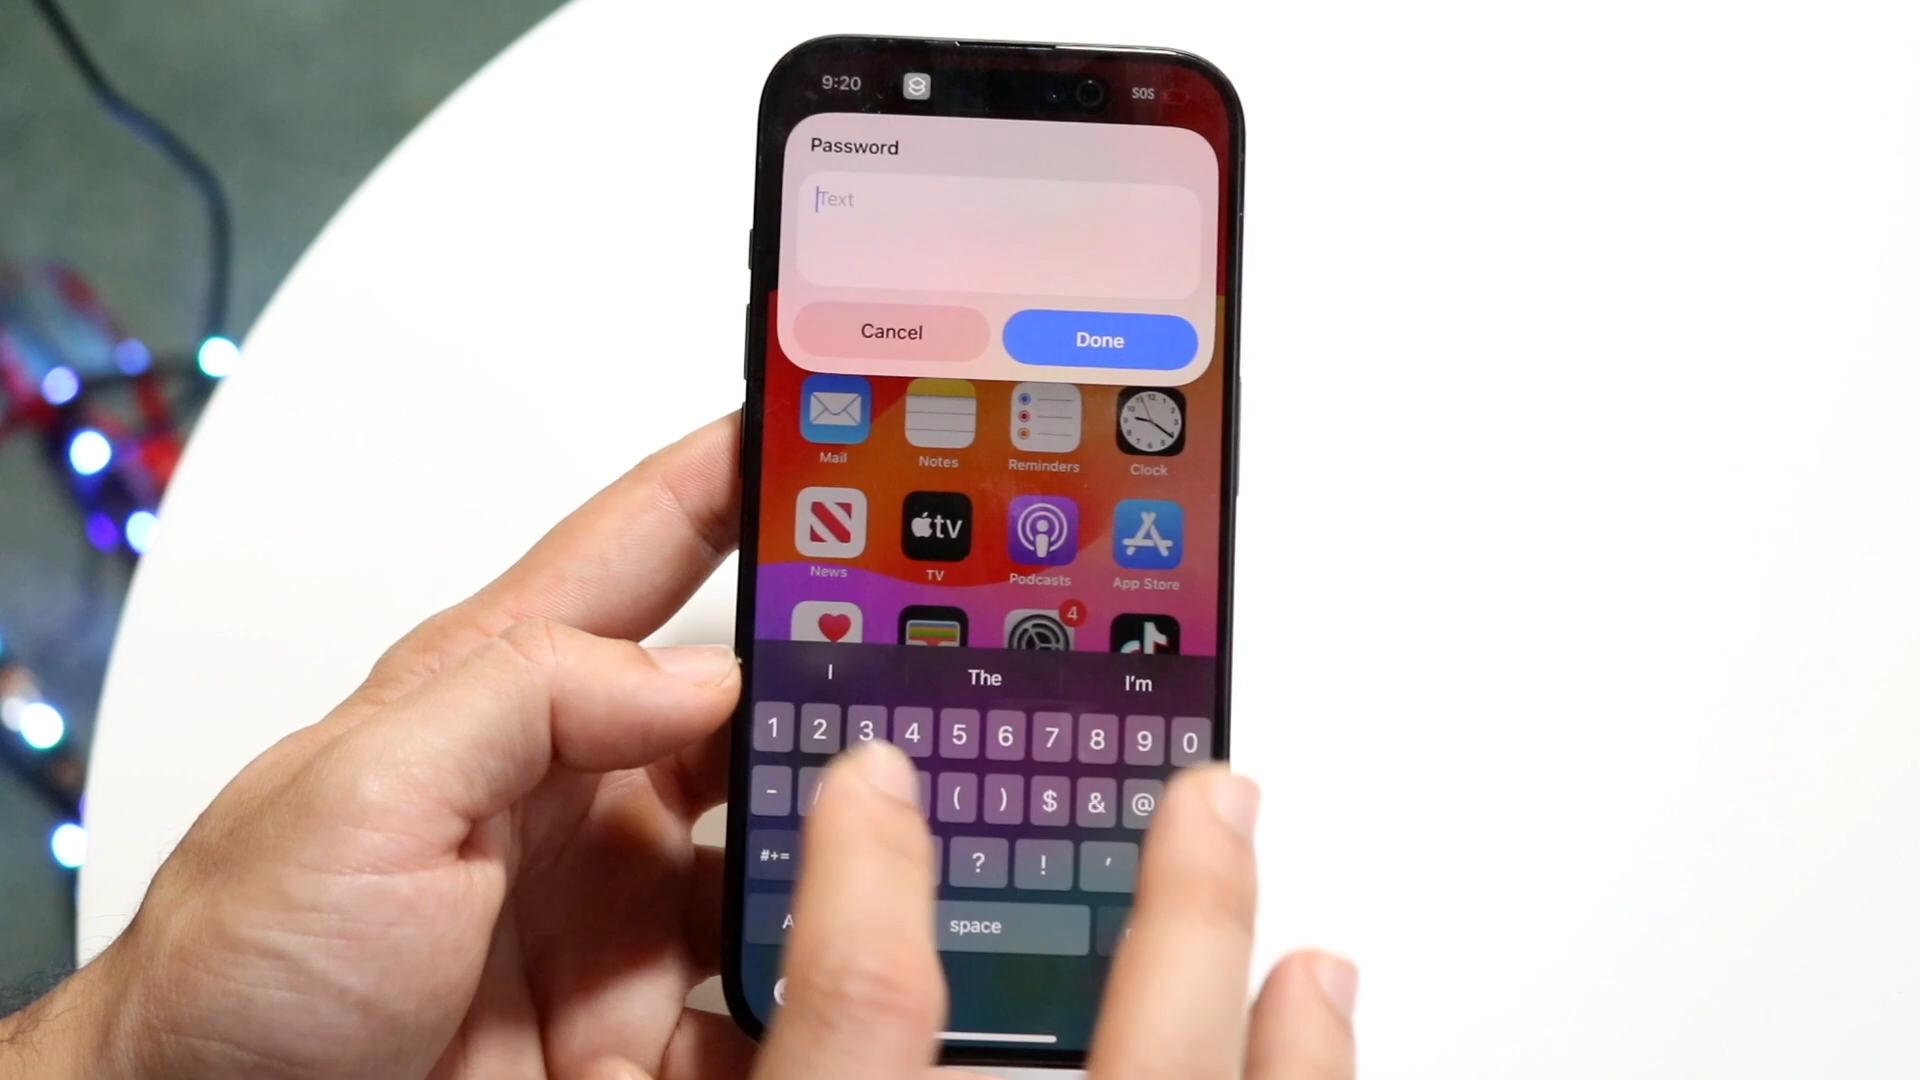 9:20 SOS
Password
Text
Cancel Done
Mail Notes Reminders Clock
tv
News TV Podcasts App Store
4
I The I'm
1 2 3 4 5 6 7 8 9 0
- / ( ) $ & @
#+= ? ! '
space